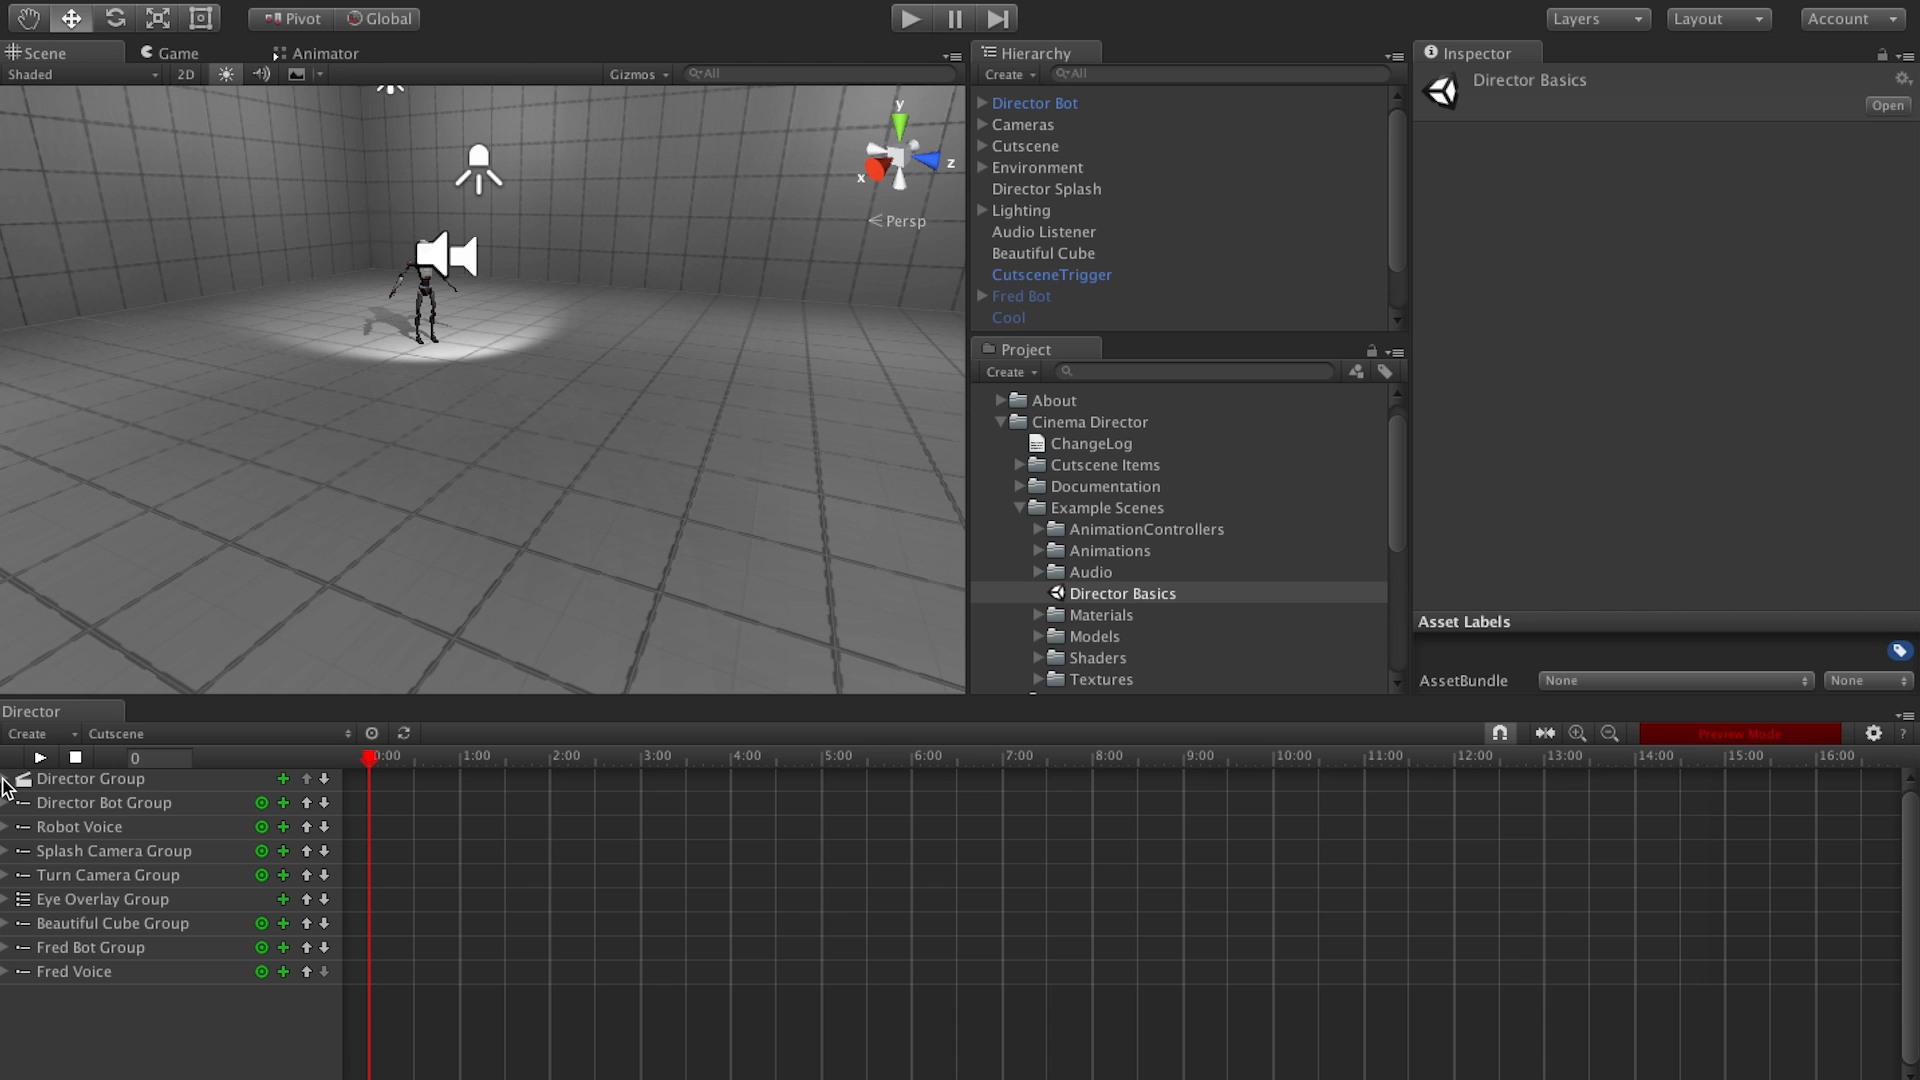 Pivot Global Layers Layout Account
Scene Game Animator
Shaded 2D Gizmos All
y
x
z
Persp
Hierarchy
Create All
Director Bot
Cameras
Cutscene
Environment
Director Splash
Lighting
Audio Listener
Beautiful Cube
CutsceneTrigger
Fred Bot
Cool
Project
Create
About
Cinema Director
ChangeLog
Cutscene Items
Documentation
Example Scenes
AnimationControllers
Animations
Audio
Director Basics
Materials
Models
Shaders
Textures
Inspector
Director Basics
Open
Asset Labels
AssetBundle None None
Director
Create Cutscene Preview Mode ?
0 0:00 1:00 2:00 3:00 4:00 5:00 6:00 7:00 8:00 9:00 10:00 11:00 12:00 13:00 14:00 15:00 16:00
Director Group
Director Bot Group
Robot Voice
Splash Camera Group
Turn Camera Group
Eye Overlay Group
Beautiful Cube Group
Fred Bot Group
Fred Voice